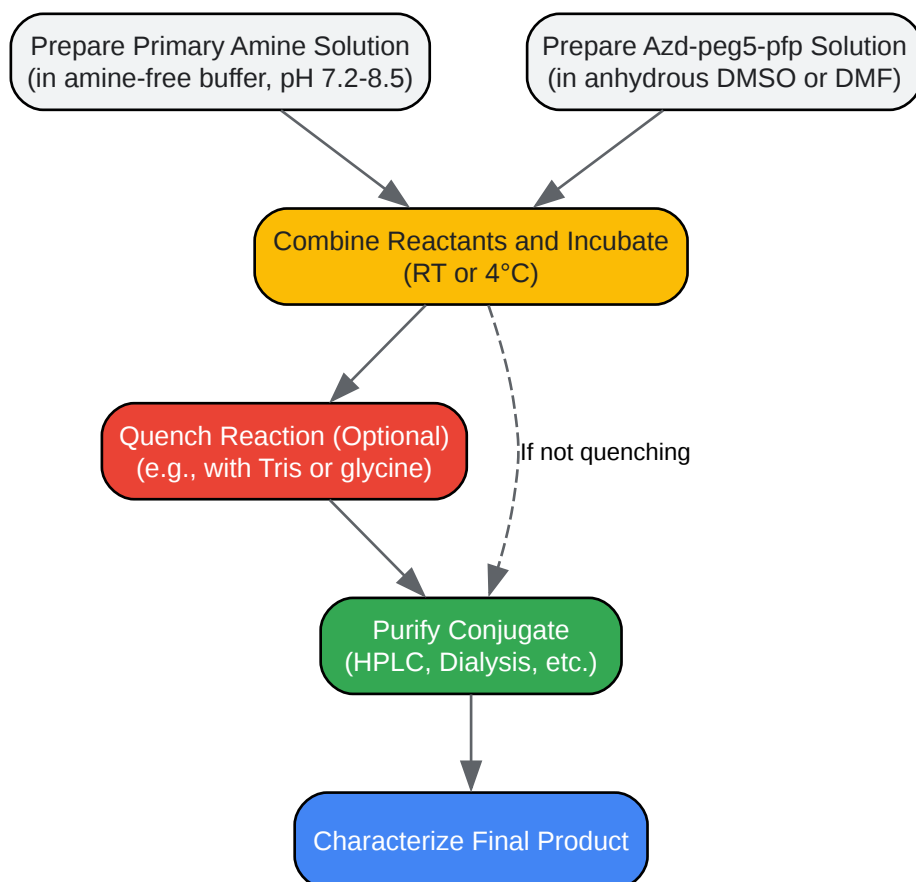 Prepare Primary Amine Solution
(in amine-free buffer, pH 7.2-8.5)
Prepare Azd-peg5-pfp Solution
(in anhydrous DMSO or DMF)
Combine Reactants and Incubate
(RT or 4°C)
Quench Reaction (Optional)
(e.g., with Tris or glycine)
If not quenching
Purify Conjugate
(HPLC, Dialysis, etc.)
Characterize Final Product